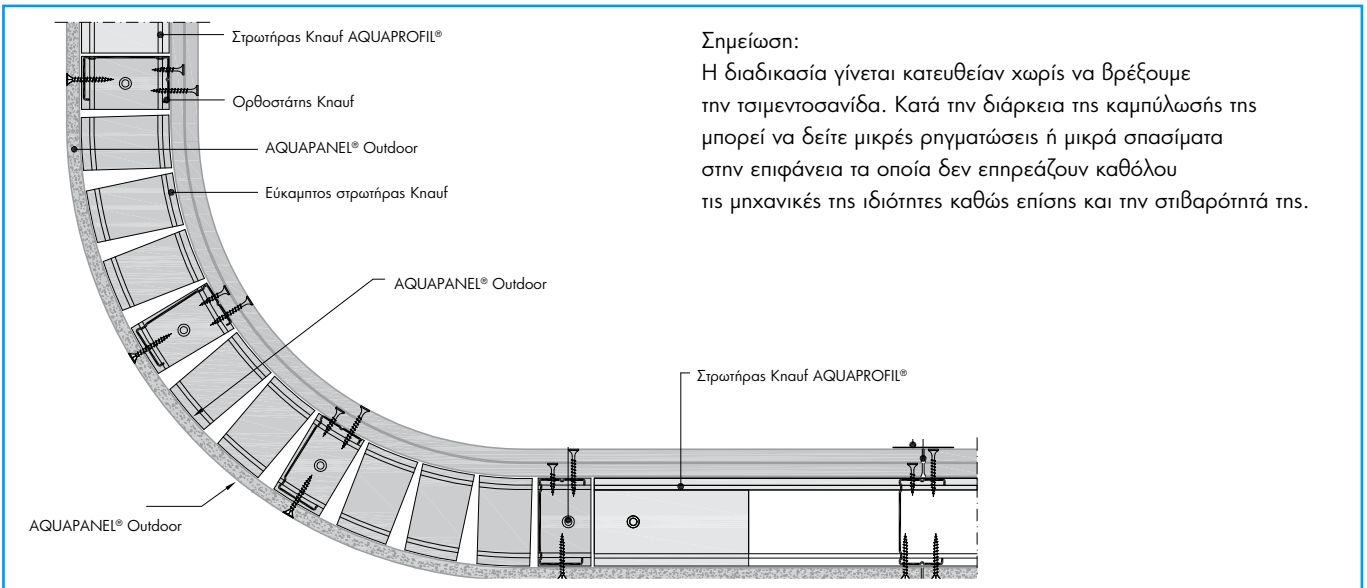 Στρωτήρας Knauf AQUAPROFIL®
Ορθοστάτης Knauf
AQUAPANEL® Outdoor
Εύκαμπτος στρωτήρας Knauf
AQUAPANEL® Outdoor
Στρωτήρας Knauf AQUAPROFIL®
AQUAPANEL® Outdoor
Σημείωση:
Η διαδικασία γίνεται κατευθείαν χωρίς να βρέξουμε
την τσιμεντοσανίδα. Κατά την διάρκεια της καμπύλωσής της
μπορεί να δείτε μικρές ρηγματώσεις ή μικρά σπασίματα
στην επιφάνεια τα οποία δεν επηρεάζουν καθόλου
τις μηχανικές της ιδιότητες καθώς επίσης και την στιβαρότητά της.